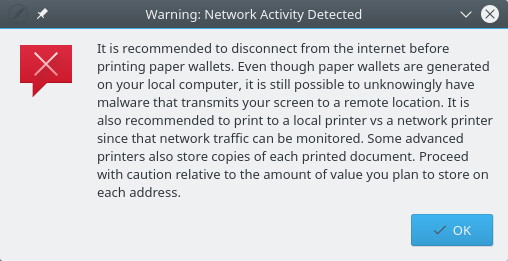 Warning: Network Activity Detected
It is recommended to disconnect from the internet before
printing paper wallets. Even though paper wallets are generated
on your local computer, it is still possible to unknowingly have
malware that transmits your screen to a remote location. It is
also recommended to print to a local printer vs a network printer
since that network traffic can be monitored. Some advanced
printers also store copies of each printed document. Proceed
with caution relative to the amount of value you plan to store on
each address.
OK